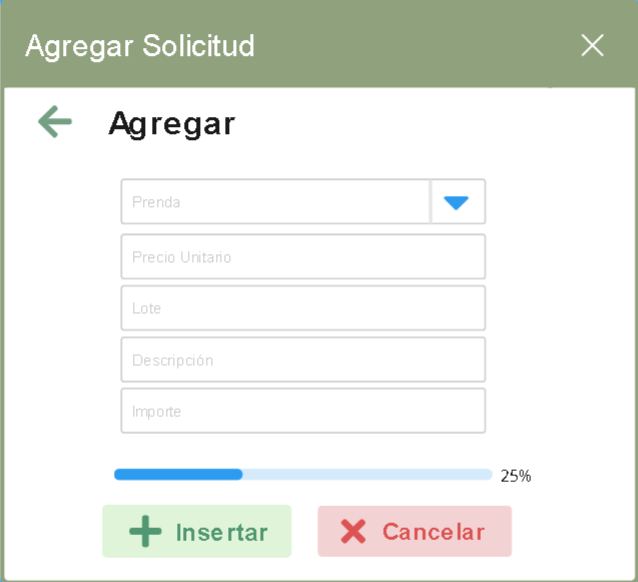 Agregar Solicitud
Agregar
Prenda
Precio Unitario
Lote
Descripción
Importe
25%
Insertar
Cancelar